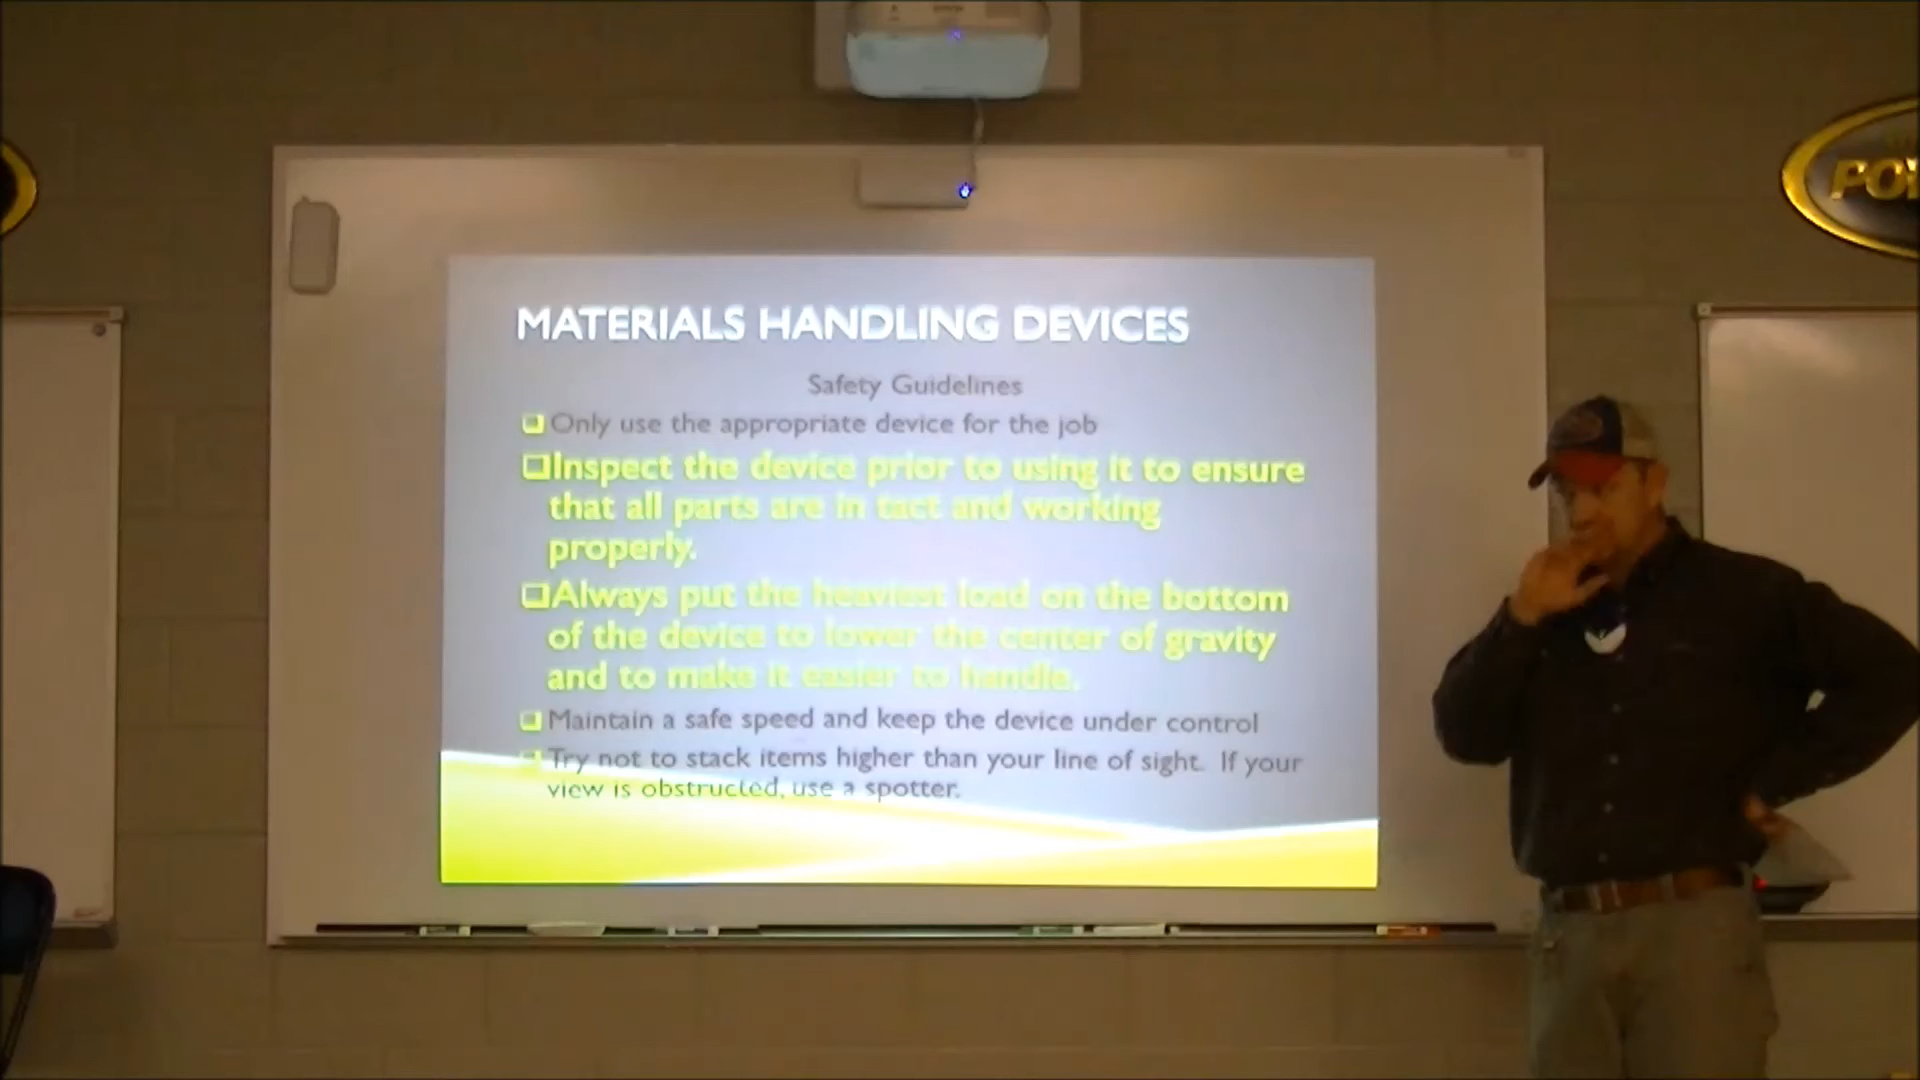 MATERIALS HANDLING DEVICES
Safety Guidelines
Only use the appropriate device for the job
Inspect the device prior to using it to ensure
that all parts are in tact and working
properly.
Always put the heaviest load on the bottom
of the device to lower the center of gravity
and to make it easier to handle.
Maintain a safe speed and keep the device under control
Try not to stack items higher than your line of sight. If your
view is obstructed, use a spotter.